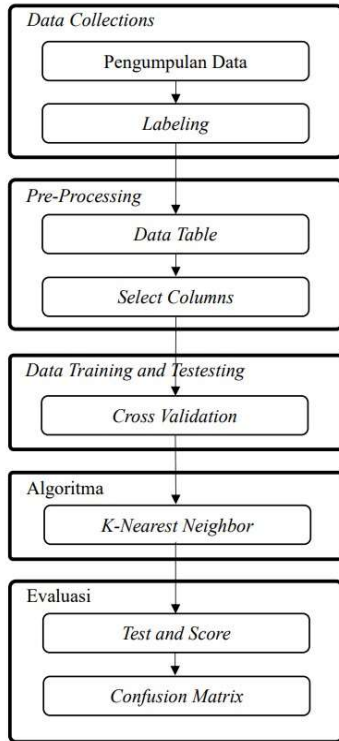 Data Collections
Pengumpulan Data
Labeling
Pre-Processing
Data Table
Select Columns
Data Training and Testesting
Cross Validation
Algoritma
K-Nearest Neighbor
Evaluasi
Test and Score
Confusion Matrix